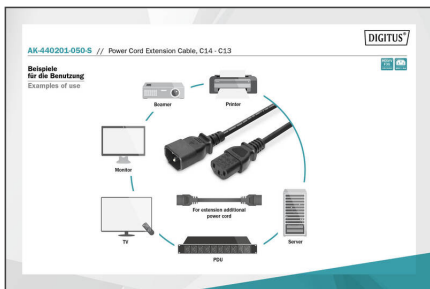 DIGITUS®
AK-440201-050-S // Power Cord Extension Cable, C14 - C13
Beispiele
für die Benutzung
Examples of use
Beamer
Printer
Monitor
For extension additional
power cord
TV
Server
PDU